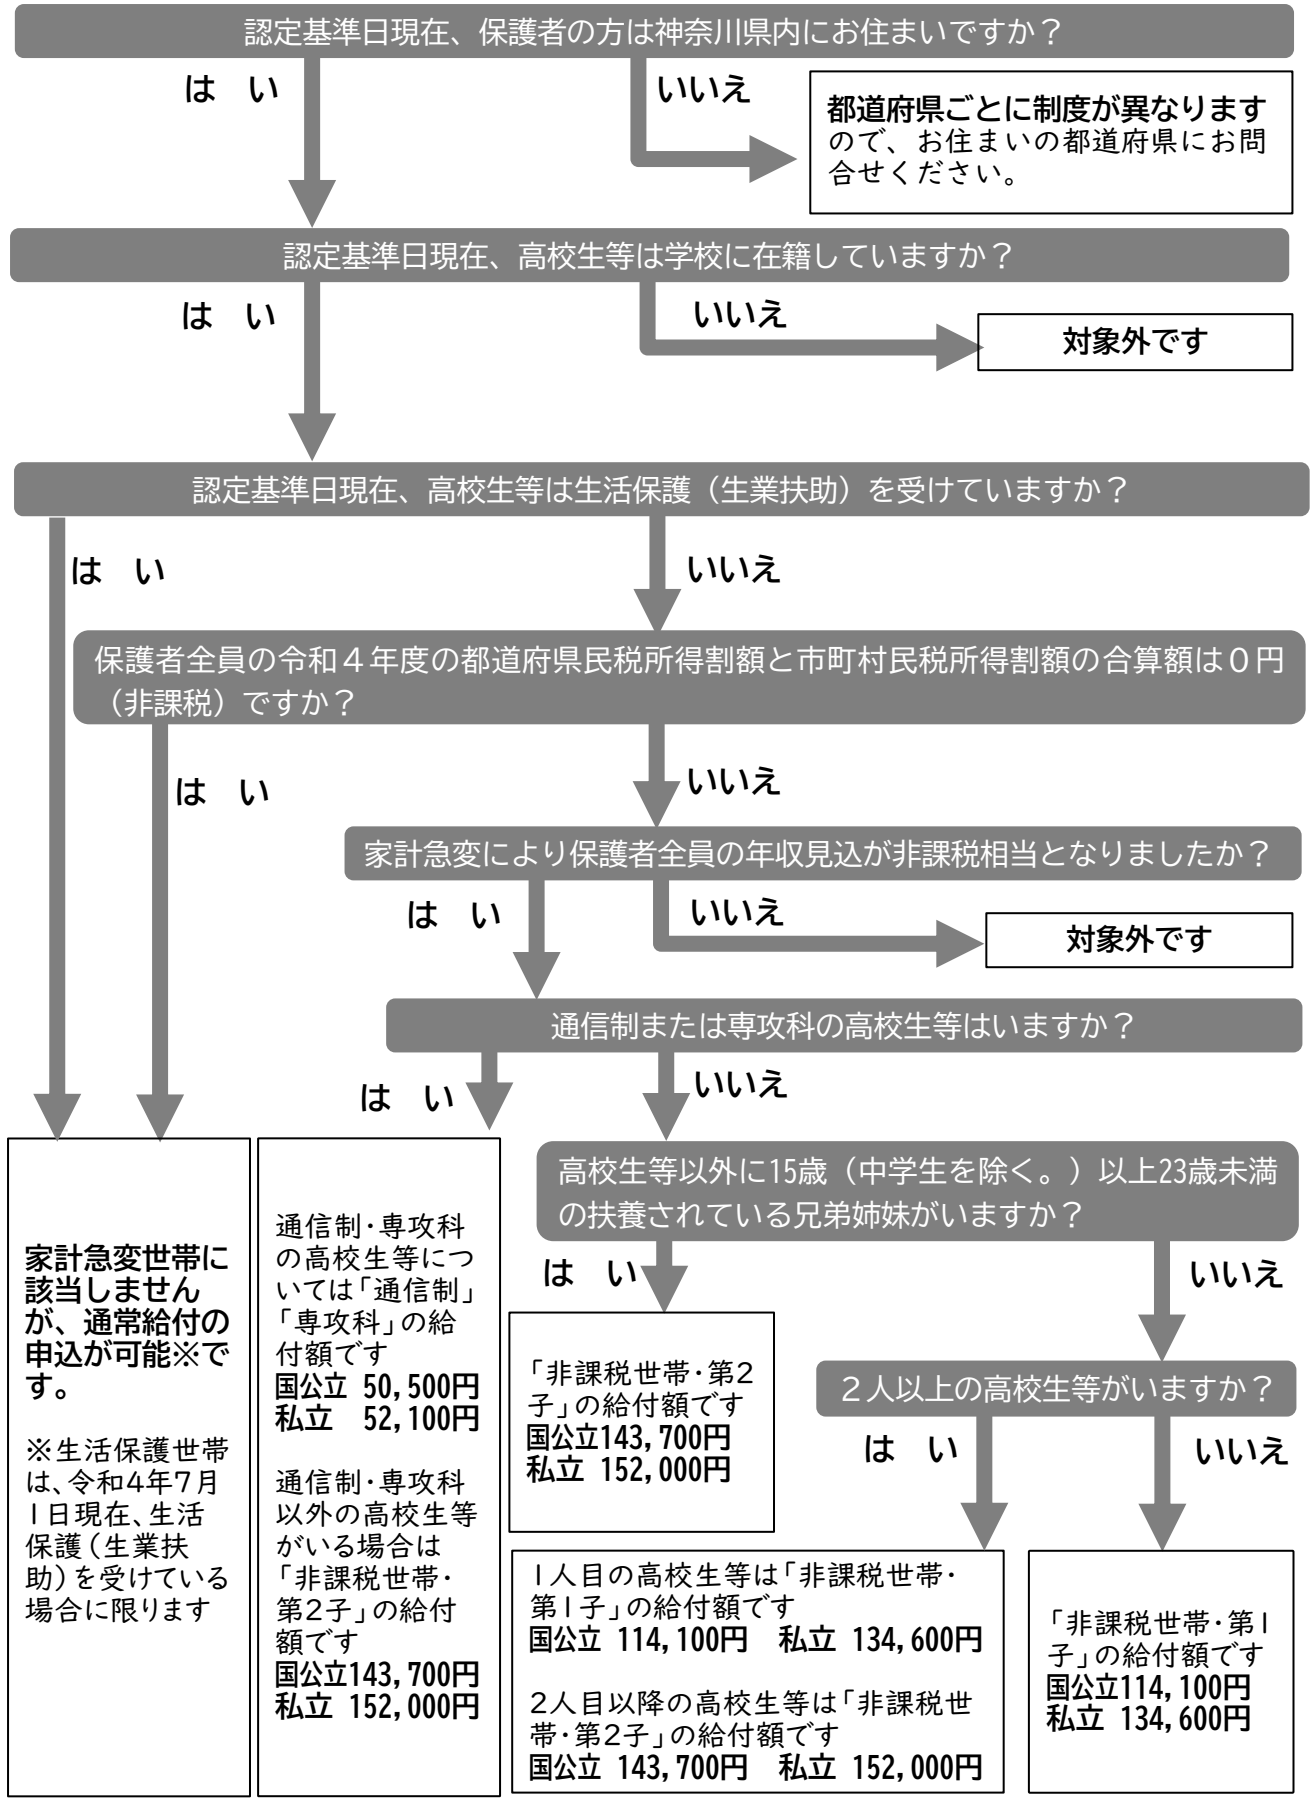 認定基準日現在、保護者の方は神奈川県内にお住まいですか？
は　い
いいえ
都道府県ごとに制度が異なります
ので、お住まいの都道府県にお問
合せください。
認定基準日現在、高校生等は学校に在籍していますか？
は　い
いいえ
対象外です
認定基準日現在、高校生等は生活保護（生業扶助）を受けていますか？
は　い
いいえ
保護者全員の令和４年度の都道府県民税所得割額と市町村民税所得割額の合算額は０円
（非課税）ですか？
は　い
いいえ
家計急変により保護者全員の年収見込が非課税相当となりましたか？
は　い
いいえ
対象外です
通信制または専攻科の高校生等はいますか？
は　い
いいえ
家計急変世帯に
該当しません
が、通常給付の
申込が可能※で
す。
※生活保護世帯
は、令和4年7月
1日現在、生活
保護（生業扶
助）を受けている
場合に限ります
通信制・専攻科
の高校生等につ
いては「通信制」
「専攻科」の給
付額です
国公立 50,500円
私立　52,100円
通信制・専攻科
以外の高校生等
がいる場合は
「非課税世帯・
第2子」の給付
額です
国公立143,700円
私立 152,000円
高校生等以外に15歳（中学生を除く。）以上23歳未満
の扶養されている兄弟姉妹がいますか？
は　い
いいえ
「非課税世帯・第2
子」の給付額です
国公立143,700円
私立 152,000円
２人以上の高校生等がいますか？
は　い
いいえ
1人目の高校生等は「非課税世帯・
第1子」の給付額です
国公立 114,100円　私立 134,600円
2人目以降の高校生等は「非課税世
帯・第2子」の給付額です
国公立 143,700円　私立 152,000円
「非課税世帯・第1
子」の給付額です
国公立114,100円
私立 134,600円